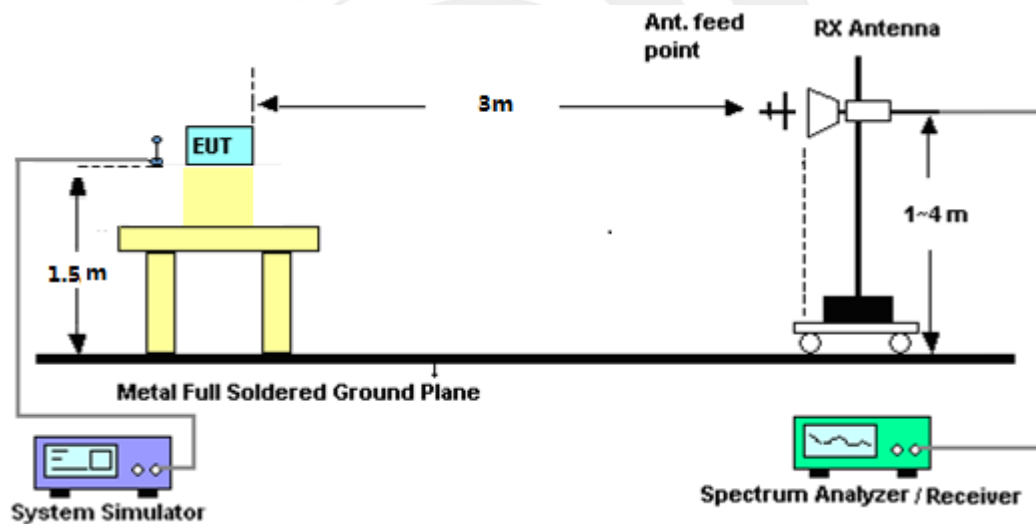 Ant. feed
point
RX Antenna
3m
EUT
1~4 m
1.5 m
Metal Full Soldered Ground Plane
System Simulator
Spectrum Analyzer / Receiver